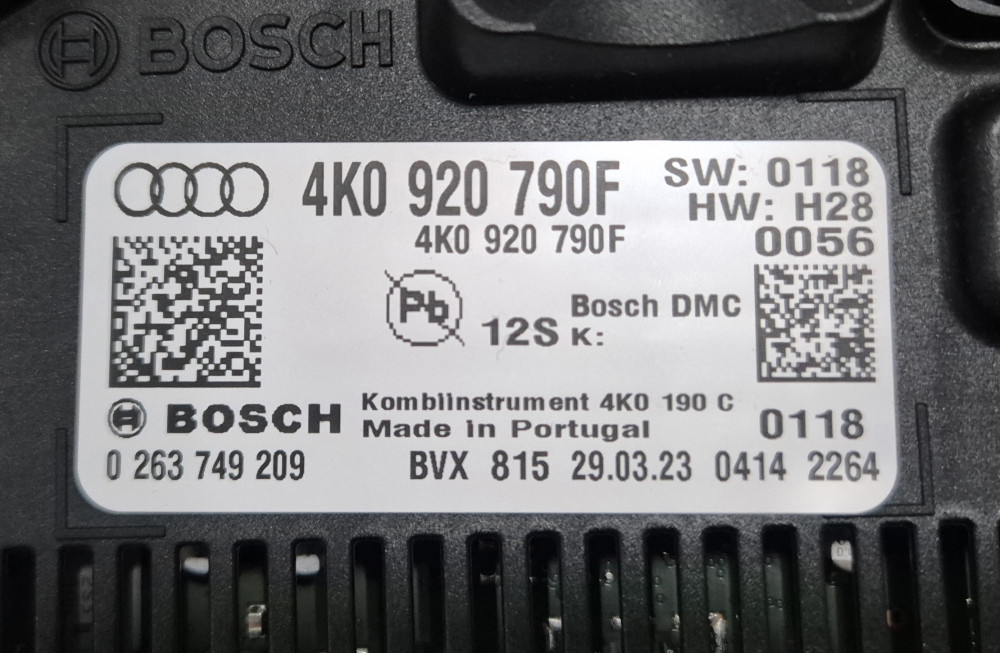 BOSCH
4K0 920 790F
SW: 0118
HW: H28
4K0 920 790F
0056
Pb
12S
Bosch DMC
K:
BOSCH
Kombiinstrument 4K0 190 C
Made in Portugal
0118
0 263 749 209
BVX 815 29.03.23 0414 2264